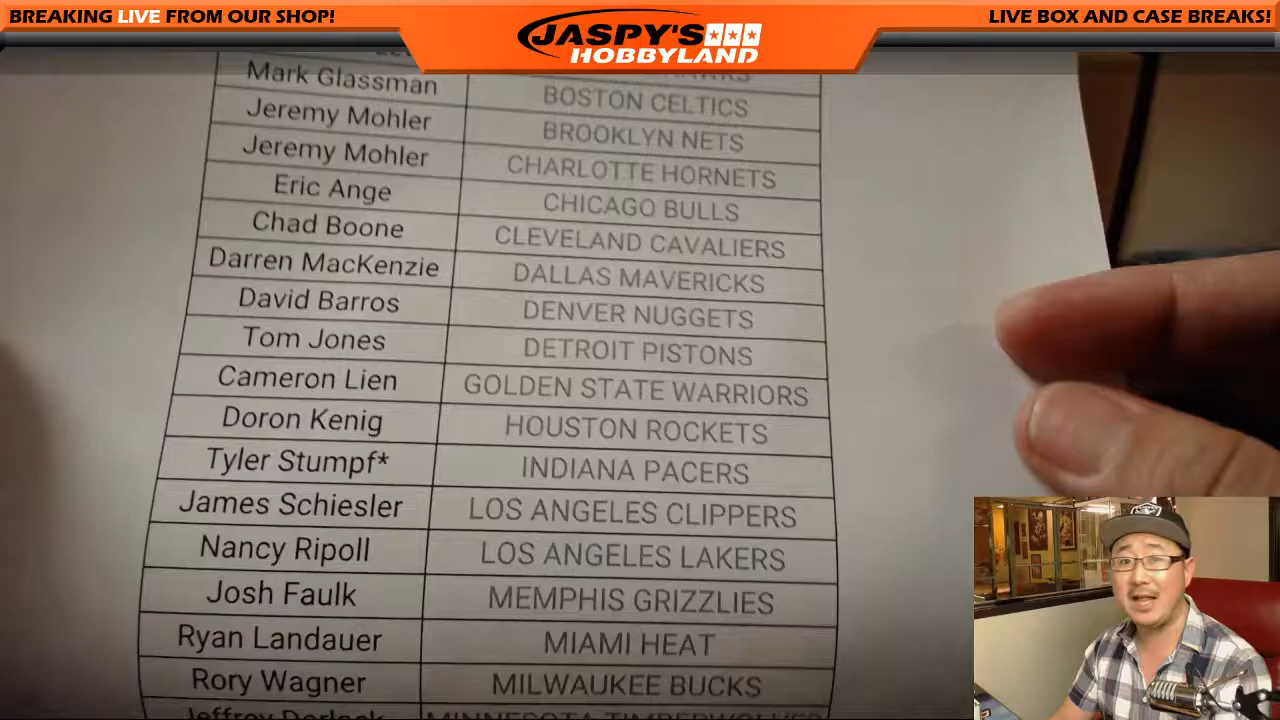 BREAKING LIVE FROM OUR SHOP!
JASPY'S
HOBBYLAND
LIVE BOX AND CASE BREAKS!
HAWKS
Mark Glassman BOSTON CELTICS
Jeremy Mohler BROOKLYN NETS
Jeremy Mohler CHARLOTTE HORNETS
Eric Ange CHICAGO BULLS
Chad Boone CLEVELAND CAVALIERS
Darren MacKenzie DALLAS MAVERICKS
David Barros DENVER NUGGETS
Tom Jones DETROIT PISTONS
Cameron Lien GOLDEN STATE WARRIORS
Doron Kenig HOUSTON ROCKETS
Tyler Stumpf* INDIANA PACERS
James Schiesler LOS ANGELES CLIPPERS
Nancy Ripoll LOS ANGELES LAKERS
Josh Faulk MEMPHIS GRIZZLIES
Ryan Landauer MIAMI HEAT
Rory Wagner MILWAUKEE BUCKS
Jeffrey MINNESOTA TIMBERWOLVES